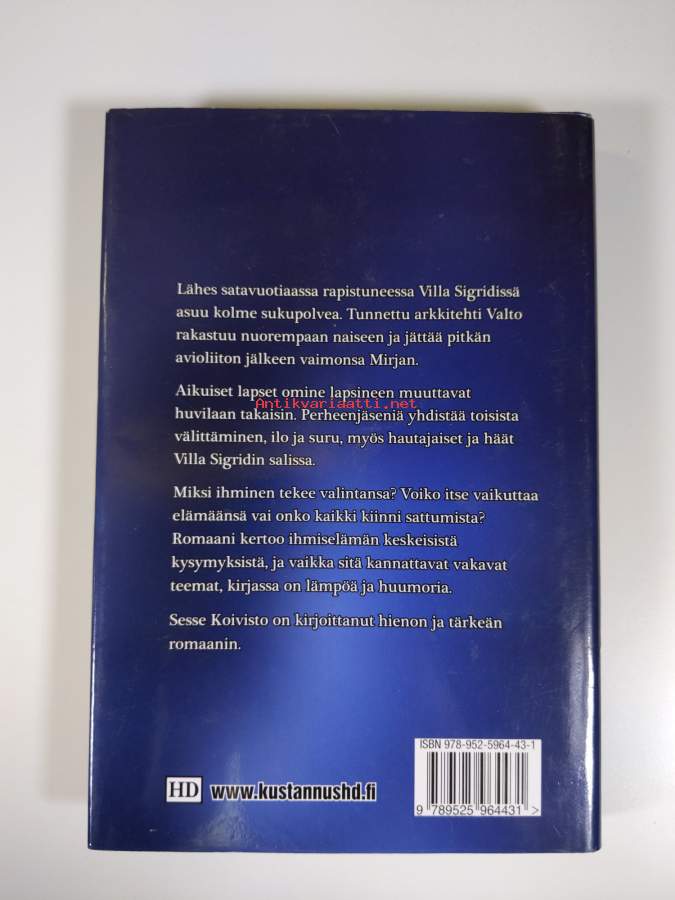 Lähes satavuotiaassa rapistuneessa Villa Sigridissä
asuu kolme sukupolvea. Tunnettu arkkitehti Valto
rakastuu nuorempaan naiseen ja jättää pitkän
avioliiton jälkeen vaimonsa Mirjan.
Aikuiset lapset omine lapsineen muuttavat
Antikvariaatti.net
huvilaan takaisin. Perheenjäseniä yhdistää toisista
välittäminen, ilo ja suru, myös hautajaiset ja häät
Villa Sigridin salissa.
Miksi ihminen tekee valintansa? Voiko itse vaikuttaa
elämäänsä vai onko kaikki kiinni sattumista?
Romaani kertoo ihmiselämän keskeisistä
kysymyksistä, ja vaikka sitä kannattavat vakavat
teemat, kirjassa on lämpöä ja huumoria.
Sesse Koivisto on kirjoittanut hienon ja tärkeän
romaanin.
ISBN 978-952-5964-43-1
HD www.kustannushd.fi
9 789525 964431 >